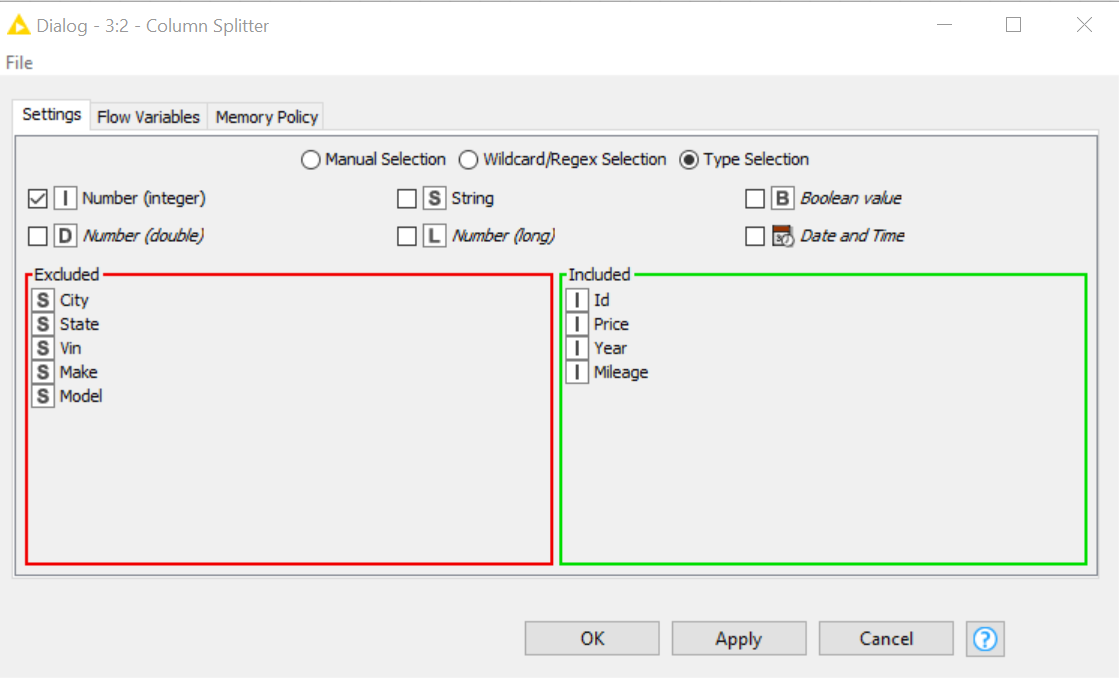 Dialog - 3:2 - Column Splitter
File
Settings Flow Variables Memory Policy
Manual Selection Wildcard/Regex Selection Type Selection
I Number (integer) S String B Boolean value
D Number (double) L Number (long) Date and Time
Excluded Included
S City I Id
S State I Price
S Vin I Year
S Make I Mileage
S Model
OK Apply Cancel ?